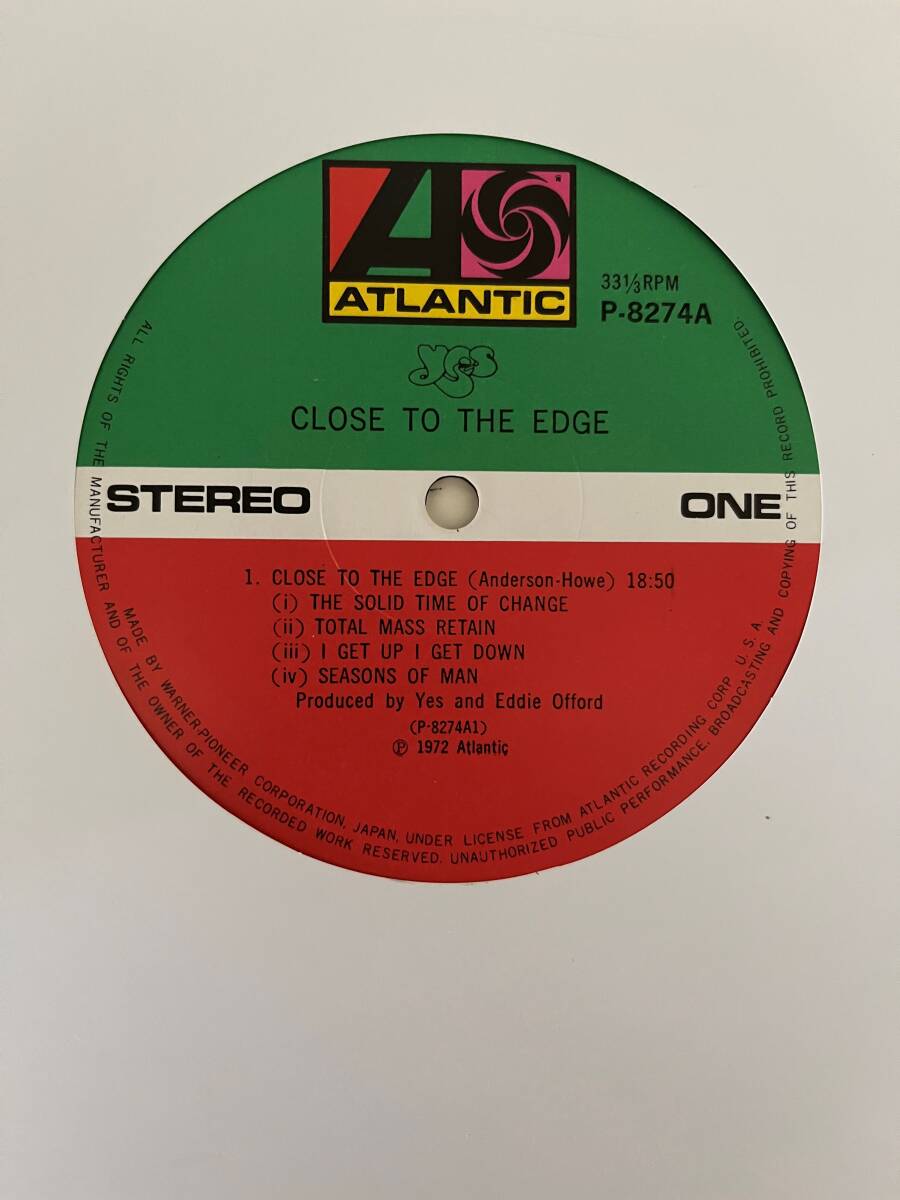 ATLANTIC
33⅓RPM
P-8274A
yes
CLOSE TO THE EDGE
STEREO
ONE
1. CLOSE TO THE EDGE (Anderson-Howe) 18:50
(i) THE SOLID TIME OF CHANGE
(ii) TOTAL MASS RETAIN
(iii) I GET UP I GET DOWN
(iv) SEASONS OF MAN
Produced by Yes and Eddie Offord
(P-8274A1)
Ⓟ 1972 Atlantic
MADE BY WARNER-PIONEER CORPORATION, JAPAN, UNDER LICENSE FROM ATLANTIC RECORDING CORP. U.S.A.
ALL RIGHTS OF THE MANUFACTURER AND OF THE OWNER OF THE RECORDED WORK RESERVED. UNAUTHORIZED PUBLIC PERFORMANCE, BROADCASTING AND COPYING OF THIS RECORD PROHIBITED.